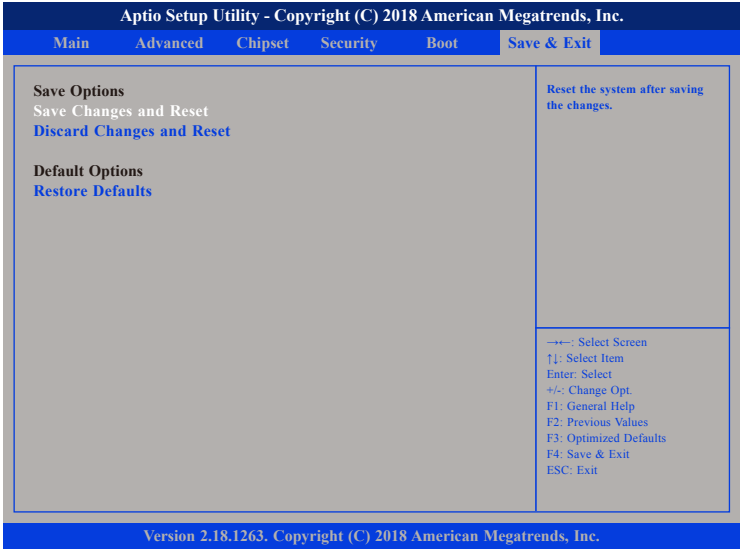 Aptio Setup Utility - Copyright (C) 2018 American Megatrends, Inc.
Main Advanced Chipset Security Boot Save & Exit
Save Options
Save Changes and Reset
Discard Changes and Reset
Default Options
Restore Defaults
Reset the system after saving
the changes.
→←: Select Screen
↑↓: Select Item
Enter: Select
+/-: Change Opt.
F1: General Help
F2: Previous Values
F3: Optimized Defaults
F4: Save & Exit
ESC: Exit
Version 2.18.1263. Copyright (C) 2018 American Megatrends, Inc.